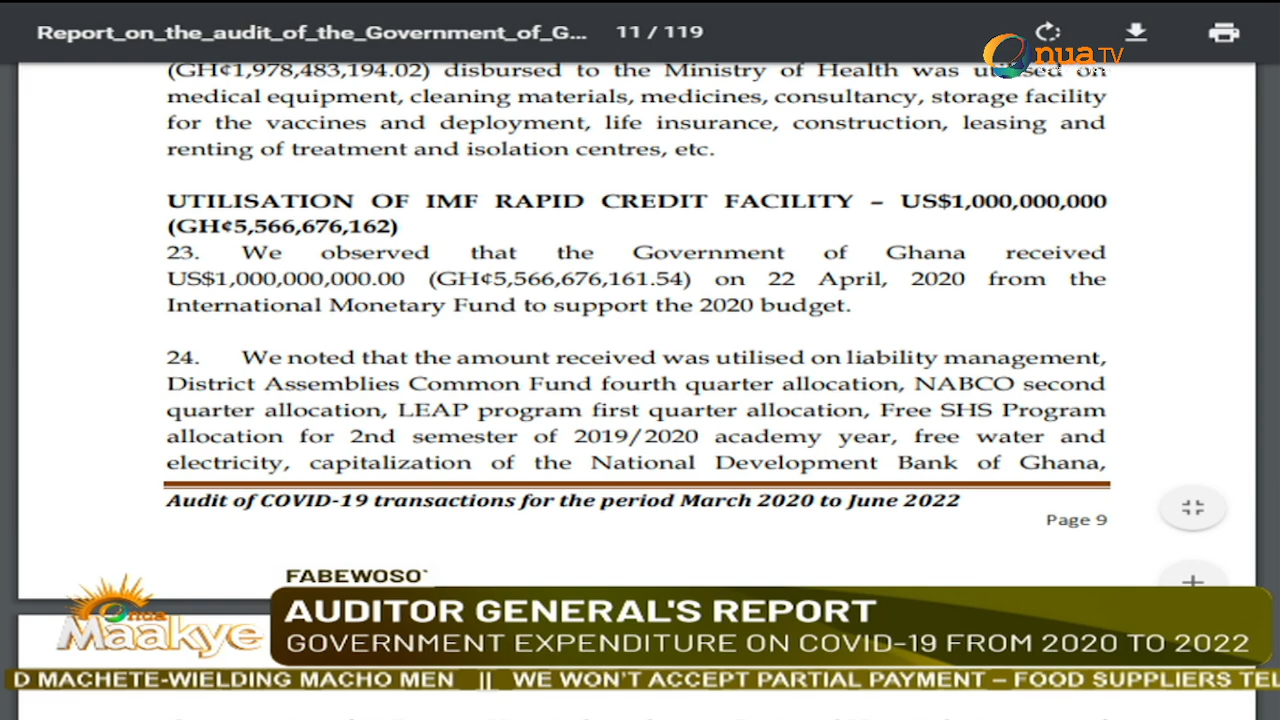 Report_on_the_audit_of_the_Government_of_G... 11 / 119
Onua TV
(GH¢1,978,483,194.02) disbursed to the Ministry of Health was utilised on
medical equipment, cleaning materials, medicines, consultancy, storage facility
for the vaccines and deployment, life insurance, construction, leasing and
renting of treatment and isolation centres, etc.
UTILISATION OF IMF RAPID CREDIT FACILITY – US$1,000,000,000
(GH¢5,566,676,162)
23. We observed that the Government of Ghana received
US$1,000,000,000.00 (GH¢5,566,676,161.54) on 22 April, 2020 from the
International Monetary Fund to support the 2020 budget.
24. We noted that the amount received was utilised on liability management,
District Assemblies Common Fund fourth quarter allocation, NABCO second
quarter allocation, LEAP program first quarter allocation, Free SHS Program
allocation for 2nd semester of 2019/2020 academy year, free water and
electricity, capitalization of the National Development Bank of Ghana,
Audit of COVID-19 transactions for the period March 2020 to June 2022
Page 9
FABEWOSO`
Onua
Maakye
AUDITOR GENERAL'S REPORT
GOVERNMENT EXPENDITURE ON COVID-19 FROM 2020 TO 2022
D MACHETE-WIELDING MACHO MEN || WE WON'T ACCEPT PARTIAL PAYMENT – FOOD SUPPLIERS TEL